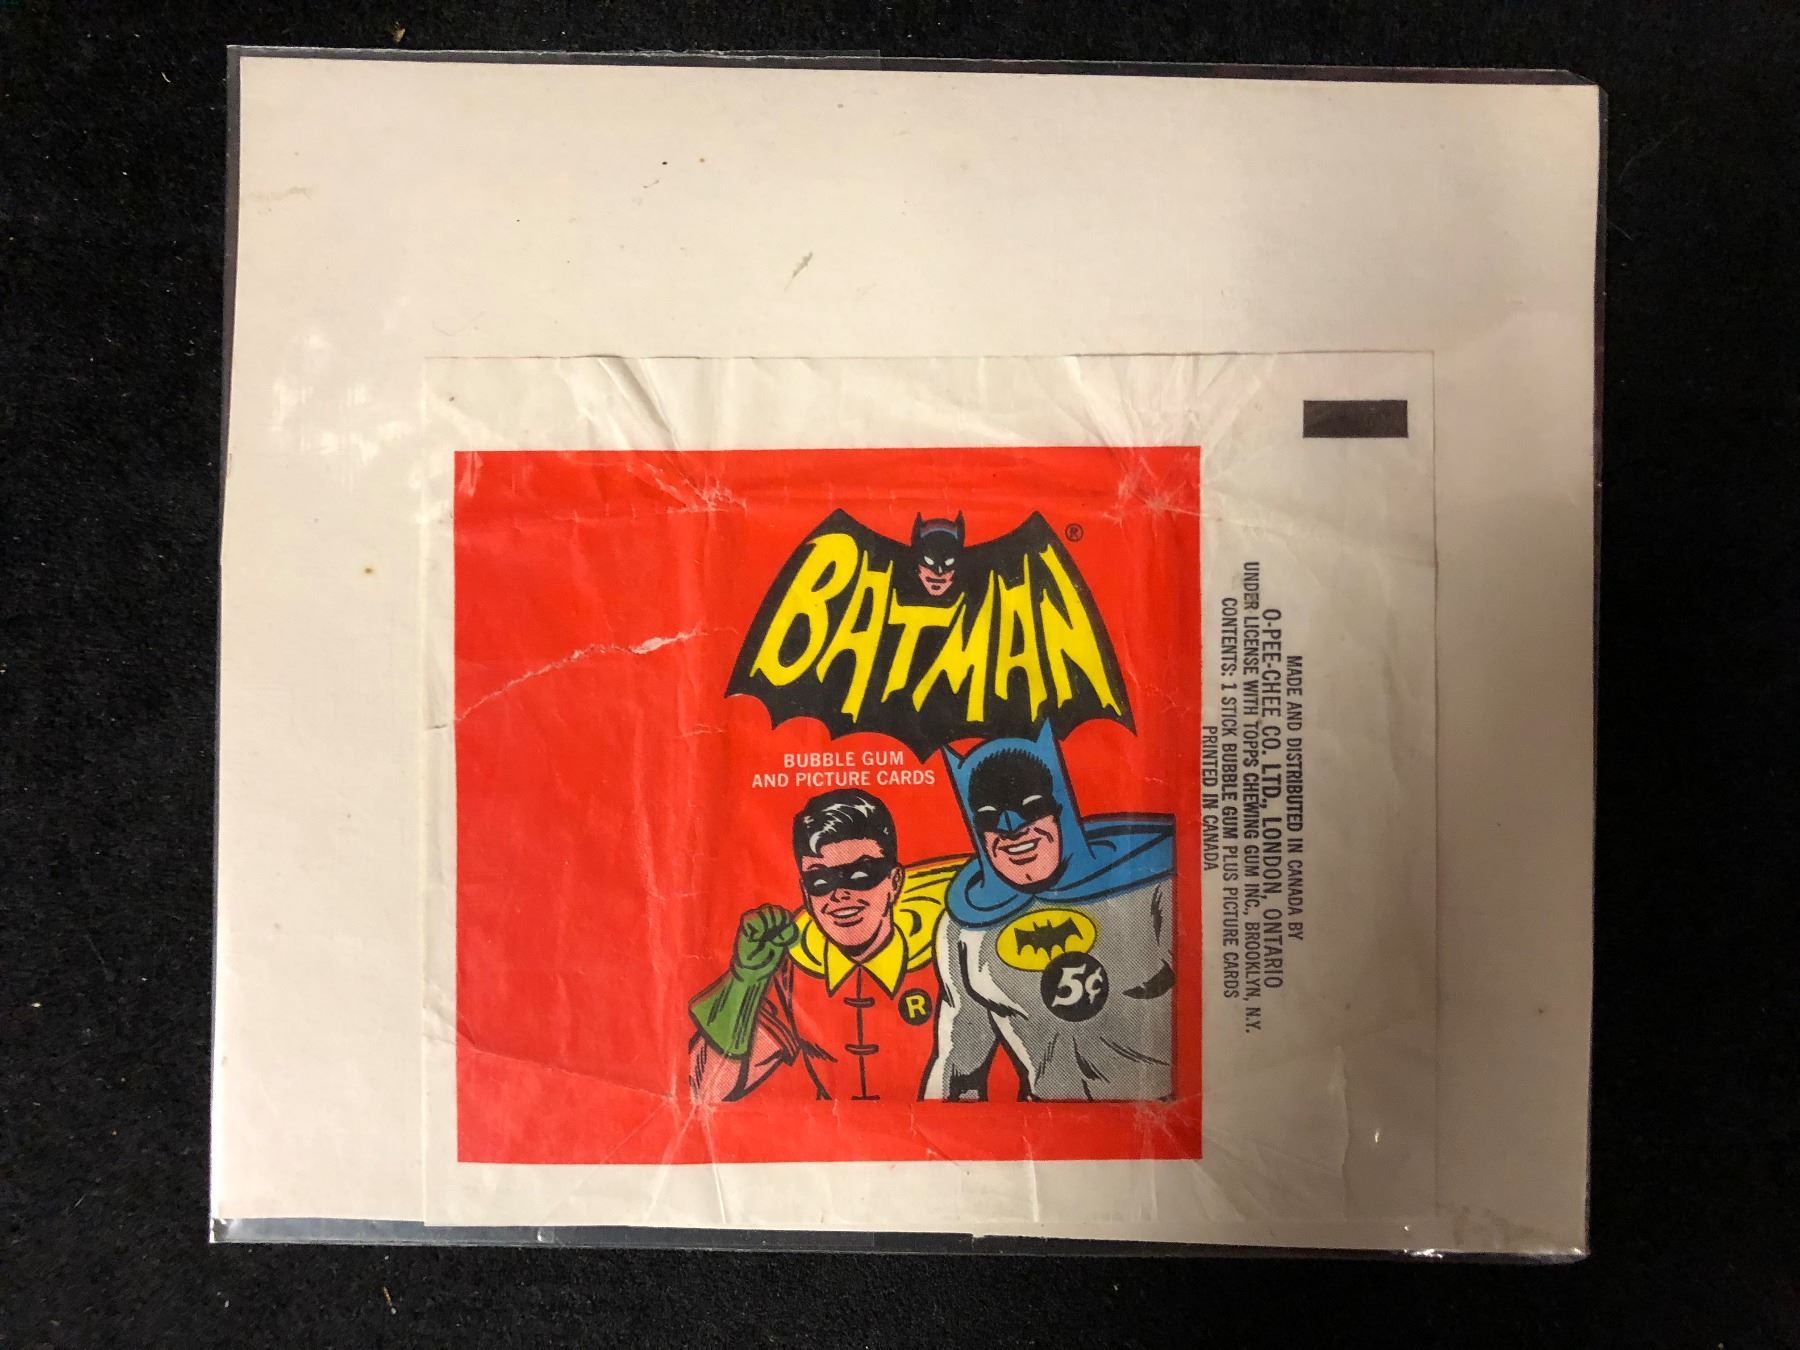 BATMAN®
BUBBLE GUM
AND PICTURE CARDS
R
5¢
MADE AND DISTRIBUTED IN CANADA BY
O-PEE-CHEE CO. LTD., LONDON, ONTARIO
UNDER LICENSE WITH TOPPS CHEWING GUM INC., BROOKLYN, N.Y.
CONTENTS: 1 STICK BUBBLE GUM PLUS PICTURE CARDS
PRINTED IN CANADA